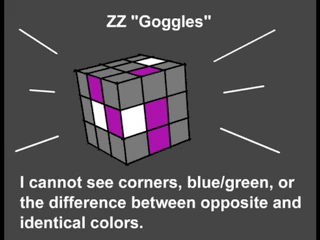 ZZ "Goggles"
I cannot see corners, blue/green, or
the difference between opposite and
identical colors.